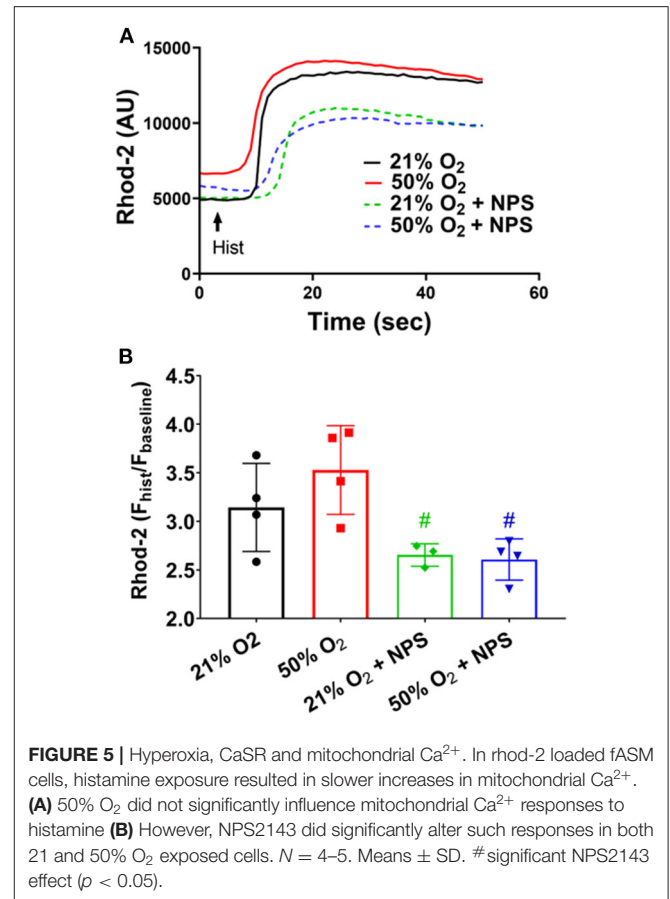 A
15000
10000
5000
0
Rhod-2 (AU)
Hist
21% O₂
50% O₂
21% O₂ + NPS
50% O₂ + NPS
0 20 40 60
Time (sec)
B
4.5
4.0
3.5
3.0
2.5
2.0
Rhod-2 (F_hist/F_baseline)
# #
21% O2
50% O₂
21% O₂ + NPS
50% O₂ + NPS
FIGURE 5 | Hyperoxia, CaSR and mitochondrial Ca²⁺. In rhod-2 loaded fASM
cells, histamine exposure resulted in slower increases in mitochondrial Ca²⁺.
(A) 50% O₂ did not significantly influence mitochondrial Ca²⁺ responses to
histamine (B) However, NPS2143 did significantly alter such responses in both
21 and 50% O₂ exposed cells. N = 4–5. Means ± SD. #significant NPS2143
effect (p < 0.05).